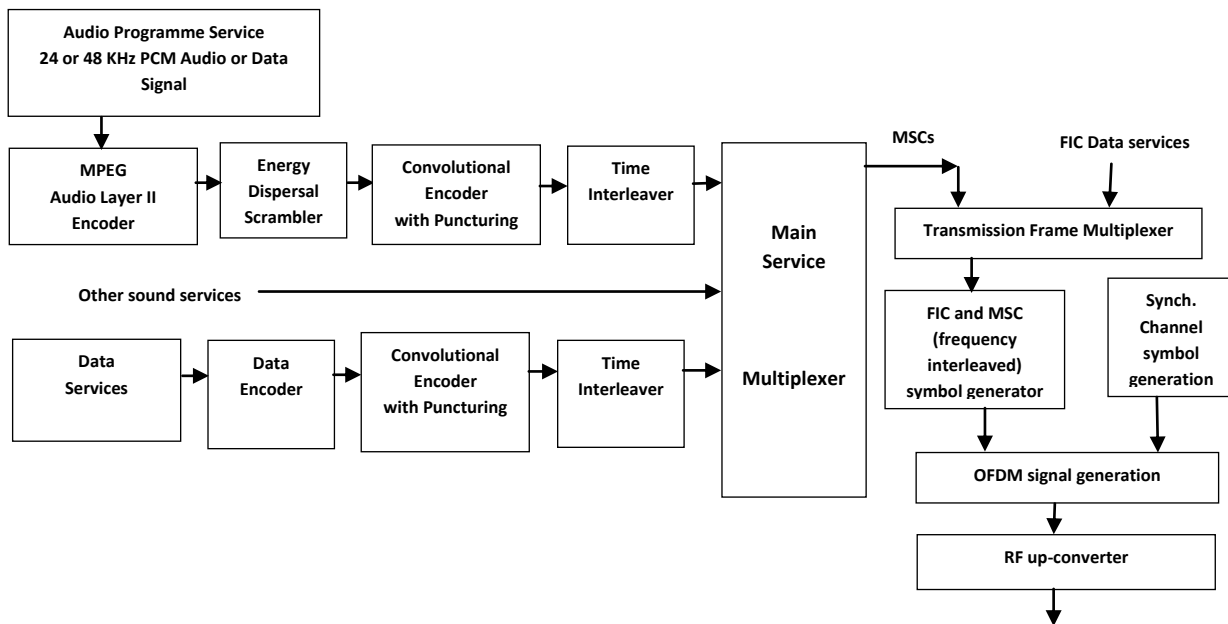 Audio Programme Service
24 or 48 KHz PCM Audio or Data
Signal
MPEG
Audio Layer II
Encoder
Energy
Dispersal
Scrambler
Convolutional
Encoder
with Puncturing
Time
Interleaver
Other sound services
Data
Services
Data
Encoder
Convolutional
Encoder
with Puncturing
Time
Interleaver
Main
Service
Multiplexer
MSCs
FIC Data services
Transmission Frame Multiplexer
FIC and MSC
(frequency
interleaved)
symbol generator
Synch.
Channel
symbol
generation
OFDM signal generation
RF up-converter